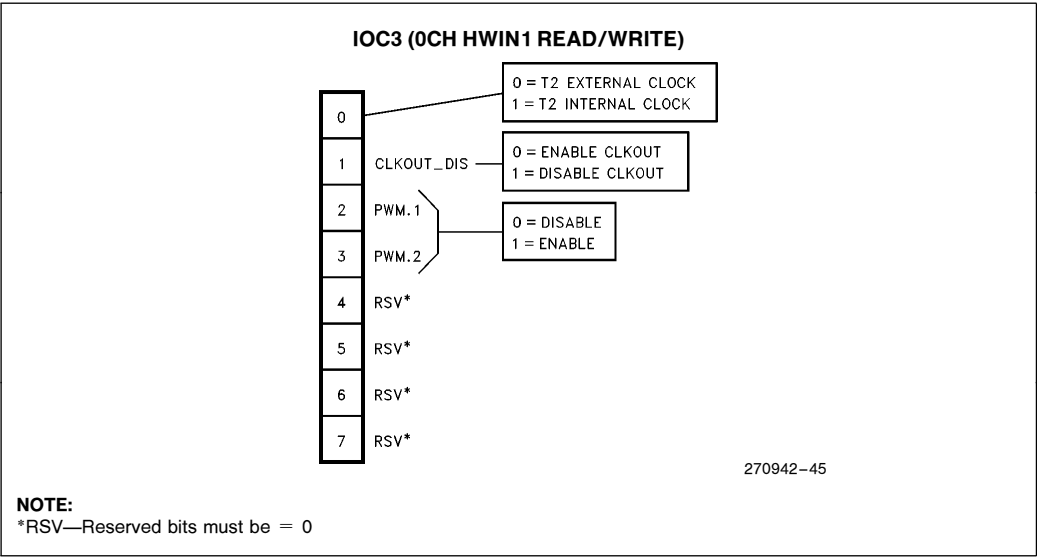 IOC3 (0CH HWIN1 READ/WRITE)
0 = T2 EXTERNAL CLOCK
1 = T2 INTERNAL CLOCK
0
1 CLKOUT_DIS
0 = ENABLE CLKOUT
1 = DISABLE CLKOUT
2 PWM.1
0 = DISABLE
1 = ENABLE
3 PWM.2
4 RSV*
5 RSV*
6 RSV*
7 RSV*
270942–45
NOTE:
*RSV—Reserved bits must be = 0